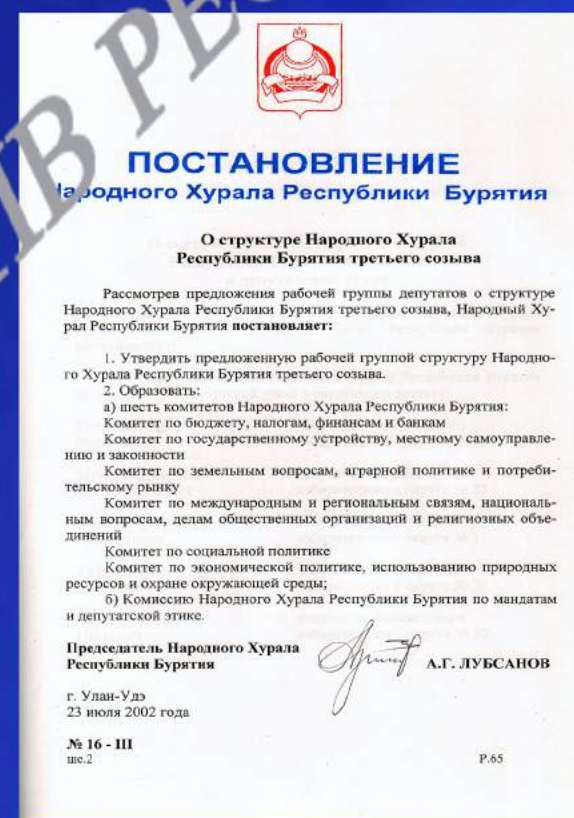 ПОСТАНОВЛЕНИЕ
Народного Хурала Республики Бурятия
О структуре Народного Хурала
Республики Бурятия третьего созыва
Рассмотрев предложения рабочей группы депутатов о структуре
Народного Хурала Республики Бурятия третьего созыва, Народный Ху-
рал Республики Бурятия постановляет:
1. Утвердить предложенную рабочей группой структуру Народно-
го Хурала Республики Бурятия третьего созыва.
2. Образовать:
а) шесть комитетов Народного Хурала Республики Бурятия:
Комитет по бюджету, налогам, финансам и банкам
Комитет по государственному устройству, местному самоуправле-
нию и законности
Комитет по земельным вопросам, аграрной политике и потреби-
тельскому рынку
Комитет по международным и региональным связям, националь-
ным вопросам, делам общественных организаций и религиозных объе-
динений
Комитет по социальной политике
Комитет по экономической политике, использованию природных
ресурсов и охране окружающей среды;
б) Комиссию Народного Хурала Республики Бурятия по мандатам
и депутатской этике.
Председатель Народного Хурала
Республики Бурятия А.Г. ЛУБСАНОВ
г. Улан-Удэ
23 июля 2002 года
№ 16 - III
ше.2 Р.65